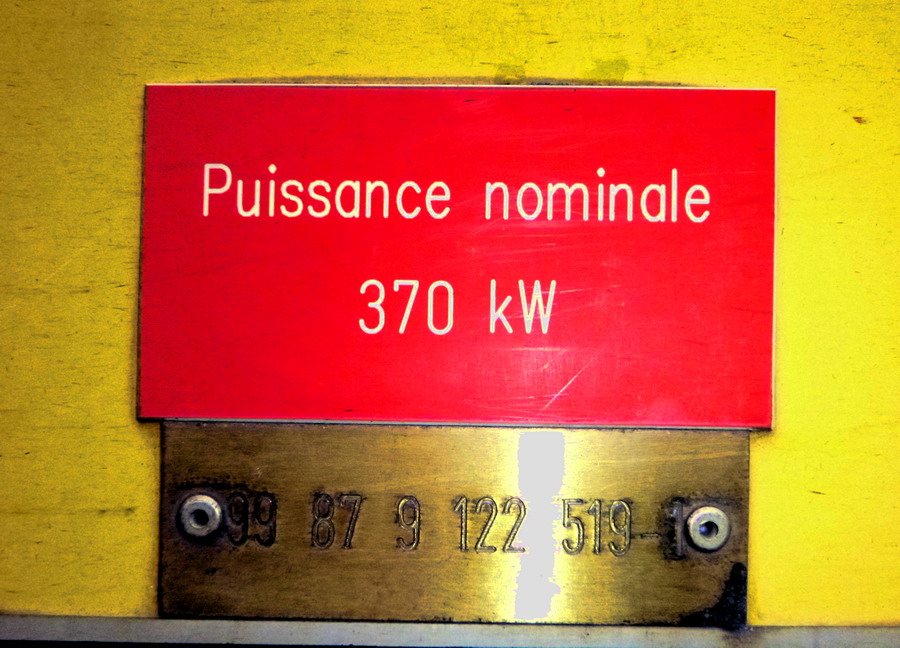 Puissance nominale
370 kW
99 87 9 122 519-1